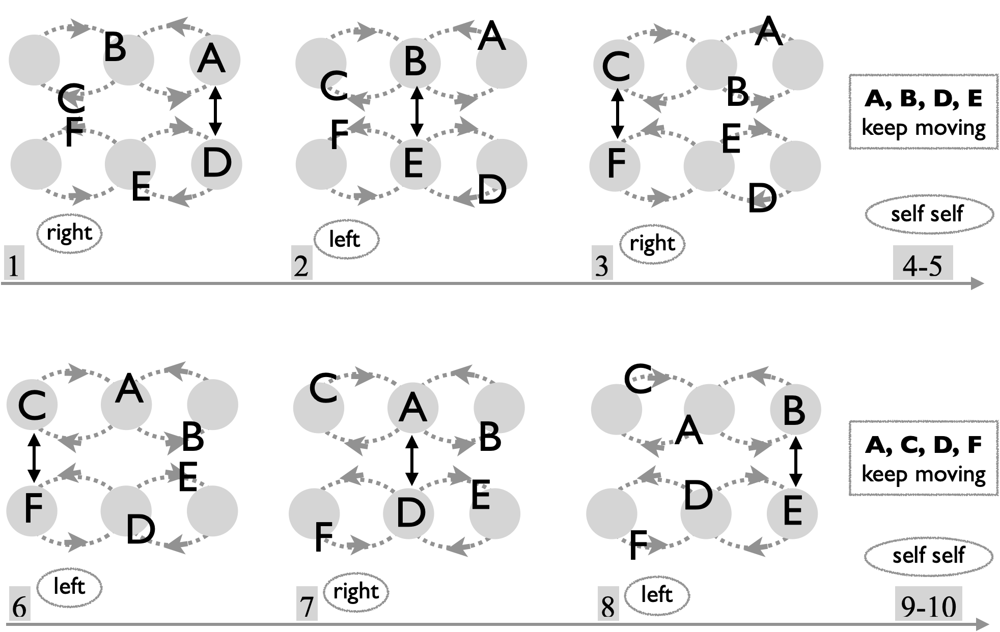 B A
C
F
E D
right
1
A
B
C
F E
D
left
2
A
C
B
E
F
D
right
3
A, B, D, E
keep moving
self self
4-5
C A
B
E
F D
left
6
C
A
B
E
D
F
right
7
C
B
A
D
E
F
left
8
A, C, D, F
keep moving
self self
9-10